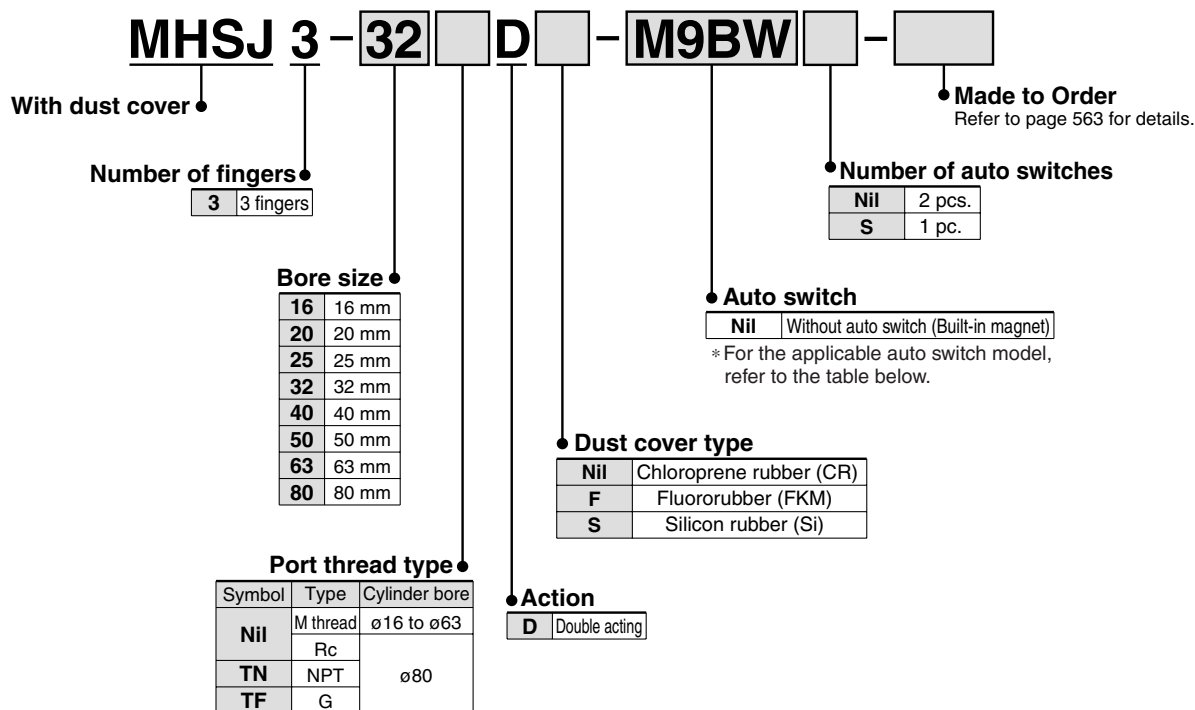 MHSJ 3 – 32 D – M9BW –
With dust cover
Made to Order
Refer to page 563 for details.
Number of fingers
3 3 fingers
Number of auto switches
Nil 2 pcs.
S 1 pc.
Bore size
16 16 mm
20 20 mm
25 25 mm
32 32 mm
40 40 mm
50 50 mm
63 63 mm
80 80 mm
Auto switch
Nil Without auto switch (Built-in magnet)
* For the applicable auto switch model,
refer to the table below.
Dust cover type
Nil Chloroprene rubber (CR)
F Fluororubber (FKM)
S Silicon rubber (Si)
Port thread type
Symbol Type Cylinder bore
Nil M thread ø16 to ø63
Rc ø80
TN NPT
TF G
Action
D Double acting